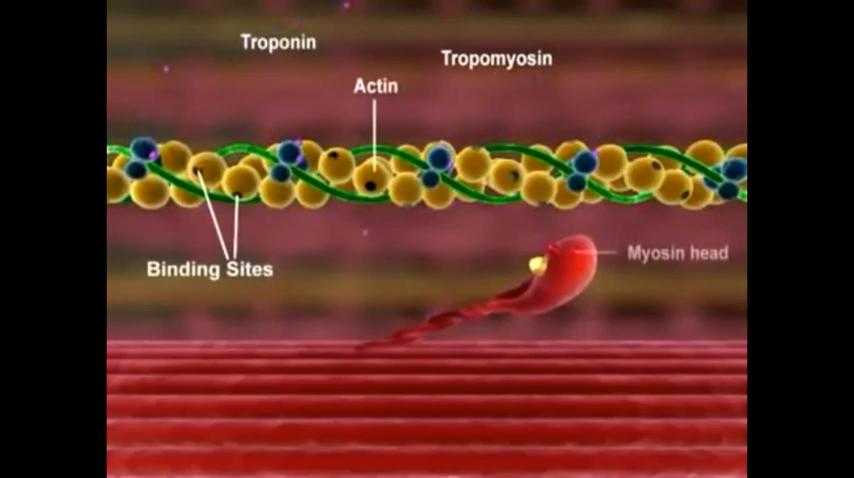 Troponin
Tropomyosin
Actin
Binding Sites
Myosin head